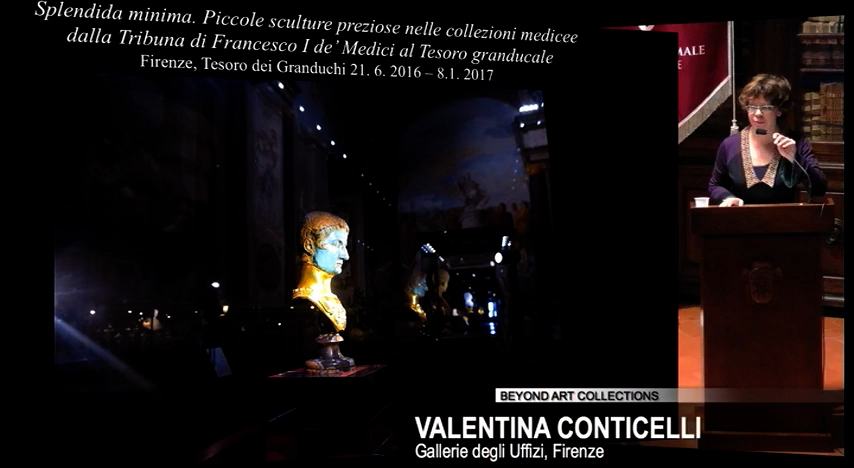 Splendida minima. Piccole sculture preziose nelle collezioni medicee
dalla Tribuna di Francesco I de' Medici al Tesoro granducale
Firenze, Tesoro dei Granduchi 21. 6. 2016 – 8.1. 2017
BEYOND ART COLLECTIONS
VALENTINA CONTICELLI
Gallerie degli Uffizi, Firenze